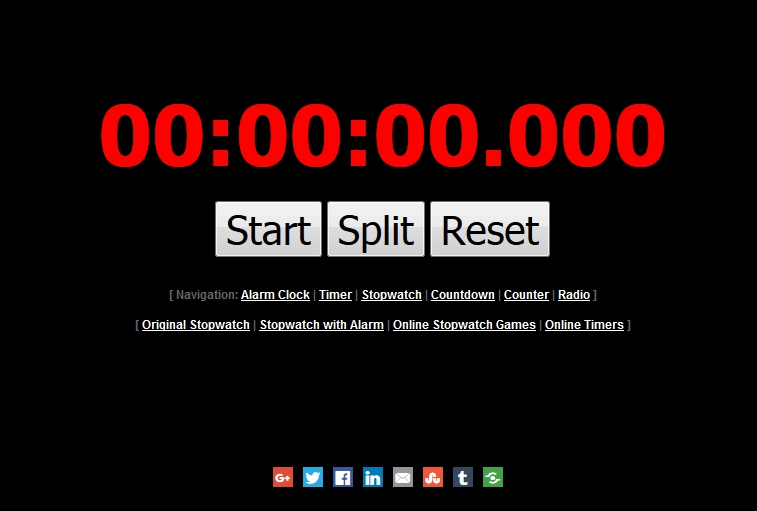 00:00:00.000
Start Split Reset
[ Navigation: Alarm Clock | Timer | Stopwatch | Countdown | Counter | Radio ]
[ Original Stopwatch | Stopwatch with Alarm | Online Stopwatch Games | Online Timers ]
G+ f in t